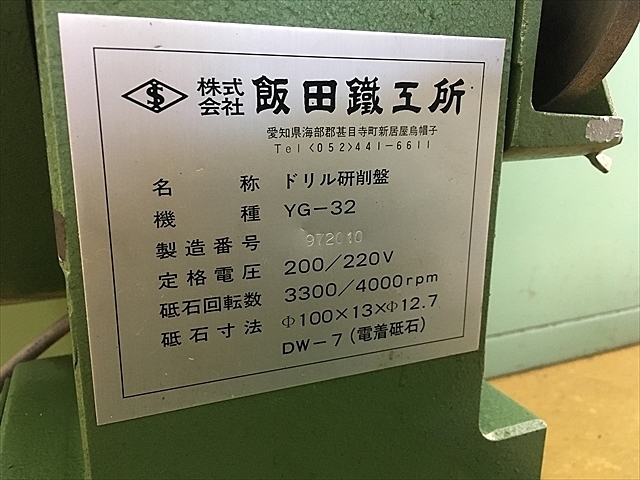 株式会社 飯田鐵工所
愛知県海部郡甚目寺町新居屋烏帽子
Tel <052>441-6611
名称 ドリル研削盤
機種 YG-32
製造番号 972010
定格電圧 200/220V
砥石回転数 3300/4000rpm
砥石寸法 Φ100×13×Φ12.7
DW-7(電着砥石)